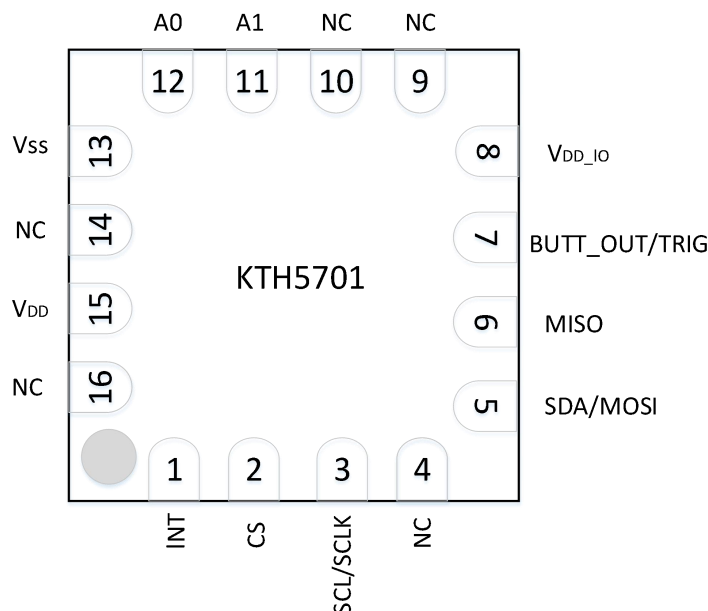 A0
A1
NC
NC
12
11
10
9
Vss
13
8
VDD_IO
NC
14
7
BUTT_OUT/TRIG
KTH5701
VDD
15
6
MISO
NC
16
5
SDA/MOSI
1
2
3
4
INT
CS
SCL/SCLK
NC